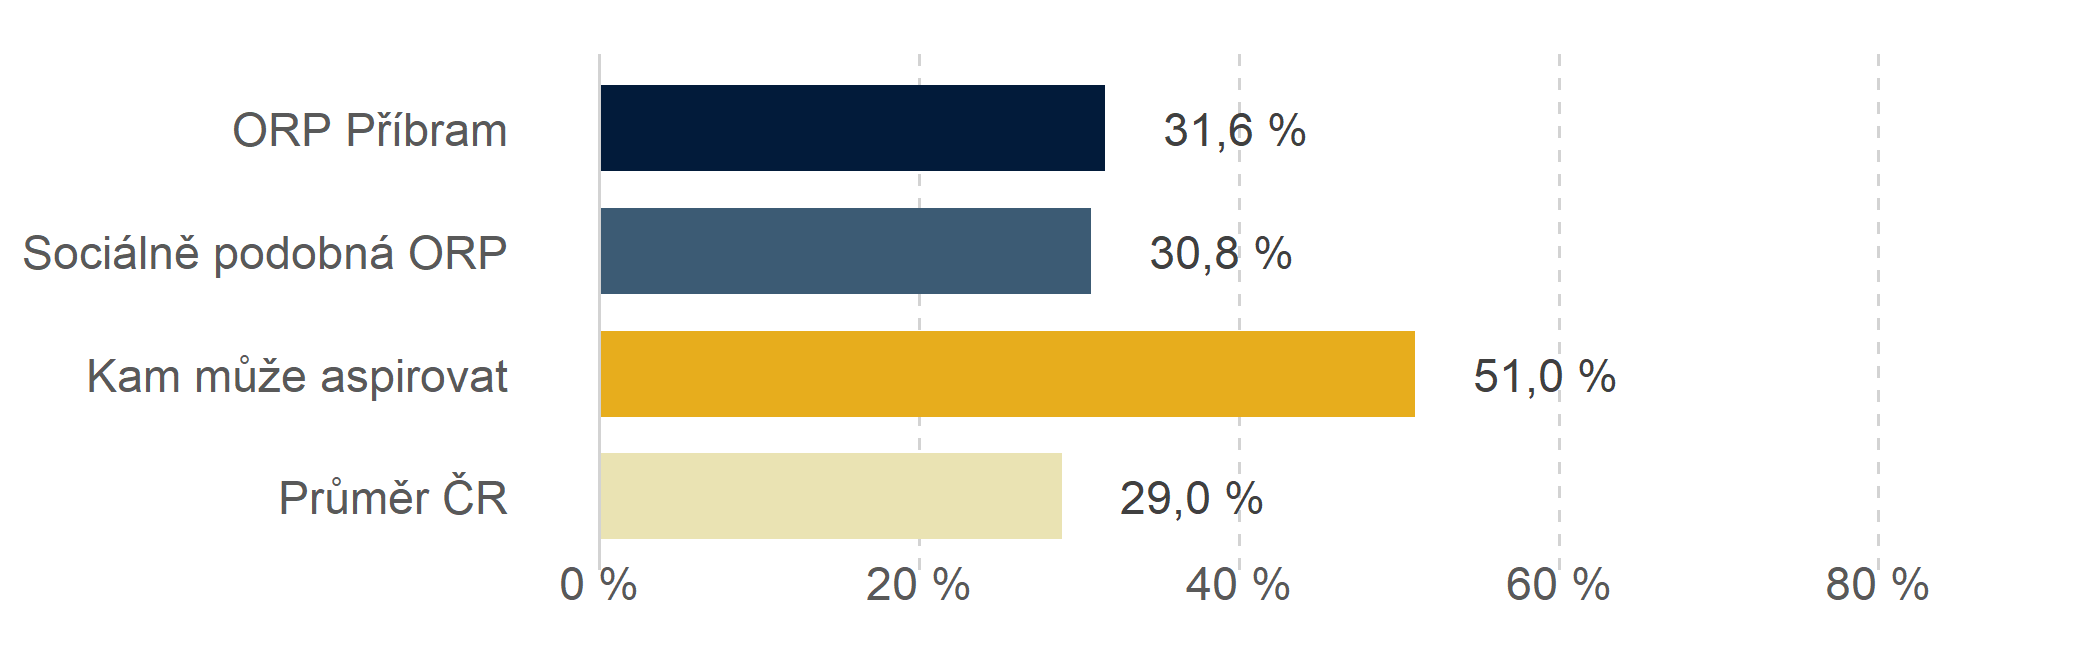 ORP Příbram 31,6 %
Sociálně podobná ORP 30,8 %
Kam může aspirovat 51,0 %
Průměr ČR 29,0 %
0 % 20 % 40 % 60 % 80 %